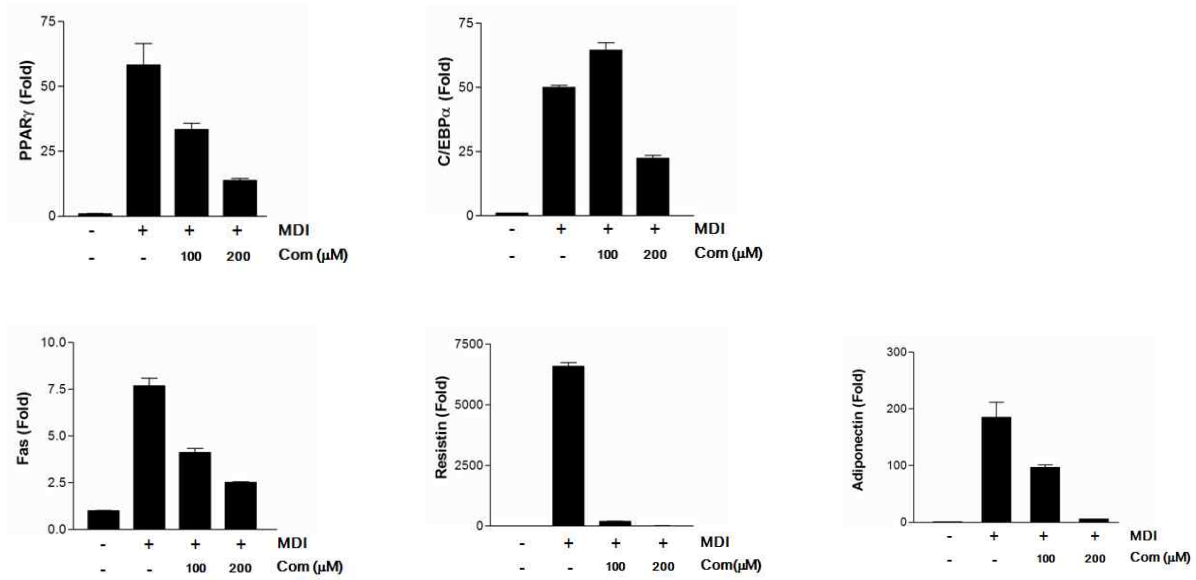 75
50
25
0
PPARγ (Fold)
- + + + MDI
- - 100 200 Com (μM)
75
50
25
0
C/EBPα (Fold)
- + + + MDI
- - 100 200 Com (μM)
10.0
7.5
5.0
2.5
0.0
Fas (Fold)
- + + + MDI
- - 100 200 Com (μM)
7500
5000
2500
0
Resistin (Fold)
- + + + MDI
- - 100 200 Com(μM)
300
200
100
0
Adiponectin (Fold)
- + + + MDI
- - 100 200 Com (μM)